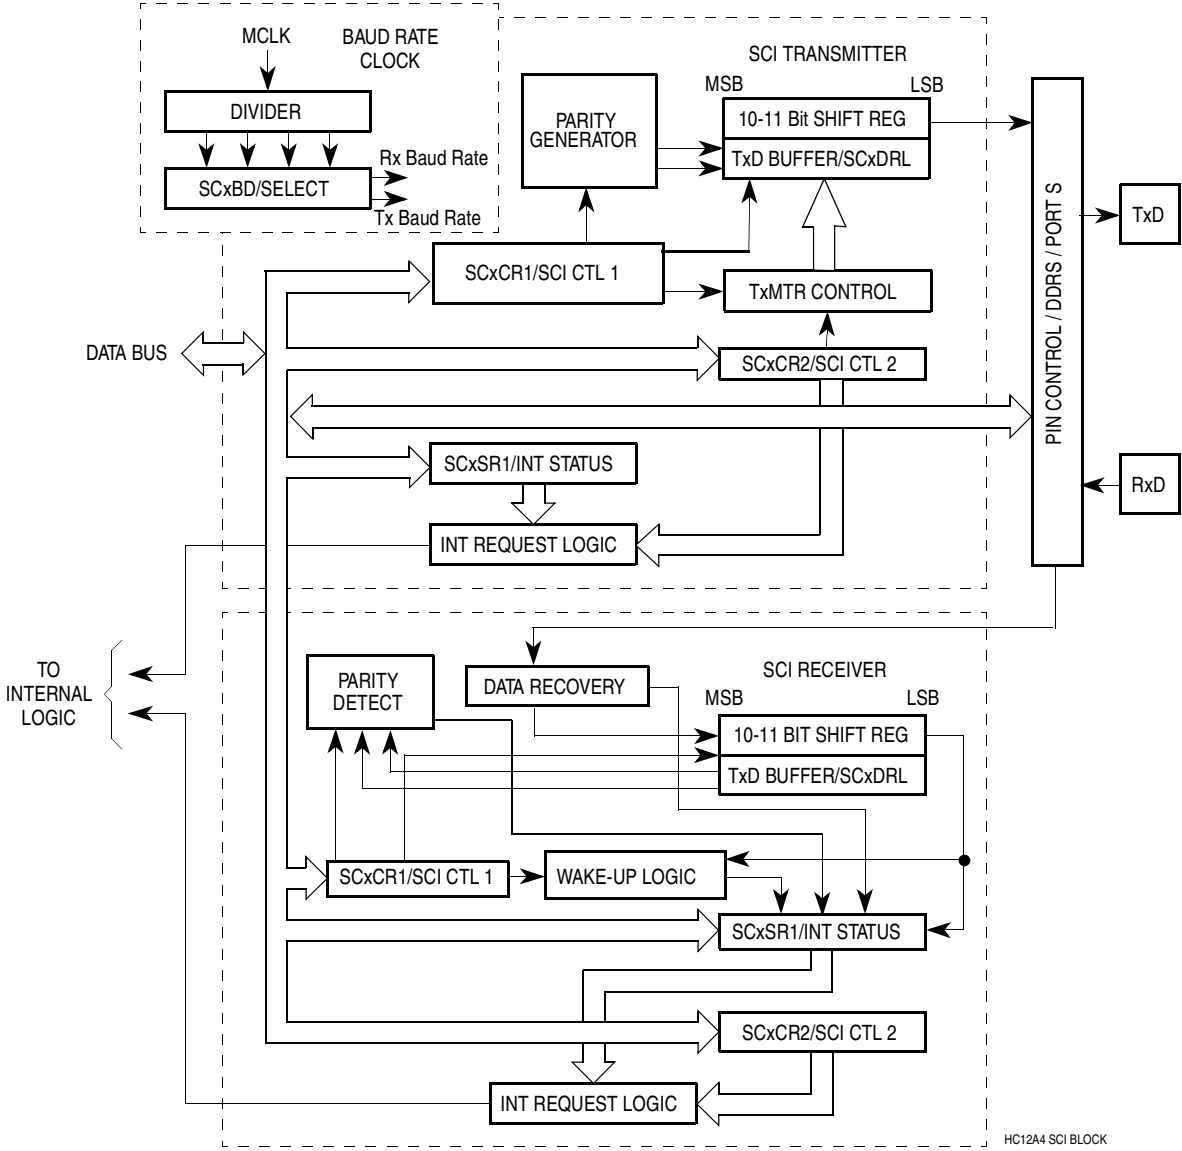 MCLK
BAUD RATE
CLOCK
DIVIDER
SCxBD/SELECT
Rx Baud Rate
Tx Baud Rate
SCI TRANSMITTER
MSB
LSB
PARITY
GENERATOR
10-11 Bit SHIFT REG
TxD BUFFER/SCxDRL
SCxCR1/SCI CTL 1
TxMTR CONTROL
DATA BUS
SCxCR2/SCI CTL 2
SCxSR1/INT STATUS
INT REQUEST LOGIC
PIN CONTROL / DDRS / PORT S
TxD
RxD
TO
INTERNAL
LOGIC
PARITY
DETECT
DATA RECOVERY
SCI RECEIVER
MSB
LSB
10-11 BIT SHIFT REG
TxD BUFFER/SCxDRL
SCxCR1/SCI CTL 1
WAKE-UP LOGIC
SCxSR1/INT STATUS
SCxCR2/SCI CTL 2
INT REQUEST LOGIC
HC12A4 SCI BLOCK